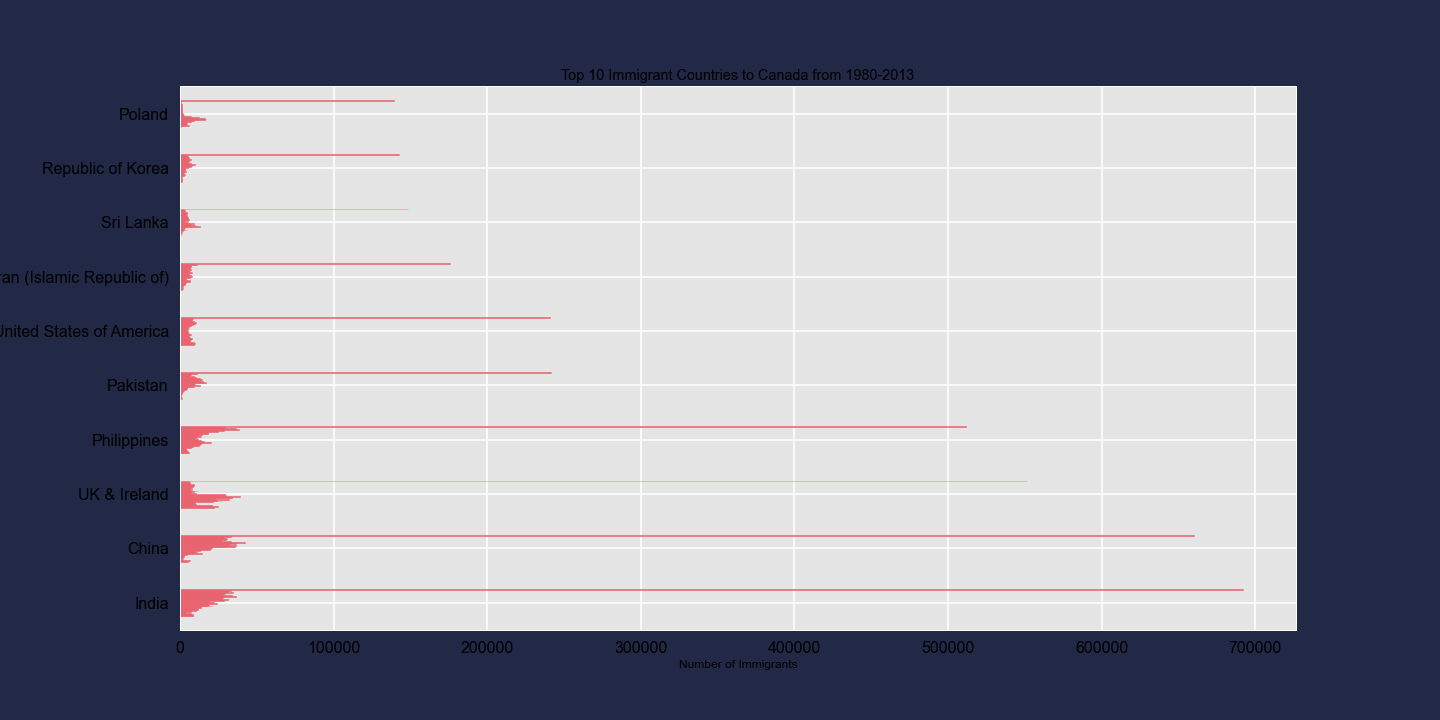 Top 10 Immigrant Countries to Canada from 1980-2013
Poland
Republic of Korea
Sri Lanka
ran (Islamic Republic of)
United States of America
Pakistan
Philippines
UK & Ireland
China
India
0 100000 200000 300000 400000 500000 600000 700000
Number of Immigrants